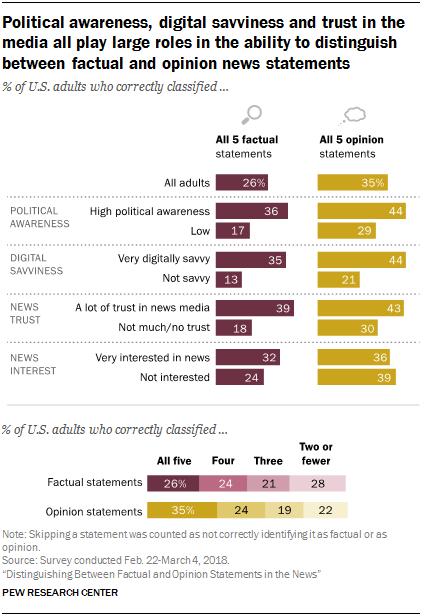 Political awareness, digital savviness and trust in the
media all play large roles in the ability to distinguish
between factual and opinion news statements
% of U.S. adults who correctly classified ...
All 5 factual statements
All 5 opinion statements
All adults 26% 35%
POLITICAL AWARENESS
High political awareness 36 44
Low 17 29
DIGITAL SAVVINESS
Very digitally savvy 35 44
Not savvy 13 21
NEWS TRUST
A lot of trust in news media 39 43
Not much/no trust 18 30
NEWS INTEREST
Very interested in news 32 36
Not interested 24 39
% of U.S. adults who correctly classified ...
All five Four Three Two or fewer
Factual statements 26% 24 21 28
Opinion statements 35% 24 19 22
Note: Skipping a statement was counted as not correctly identifying it as factual or as
opinion.
Source: Survey conducted Feb. 22-March 4, 2018.
“Distinguishing Between Factual and Opinion Statements in the News”
PEW RESEARCH CENTER